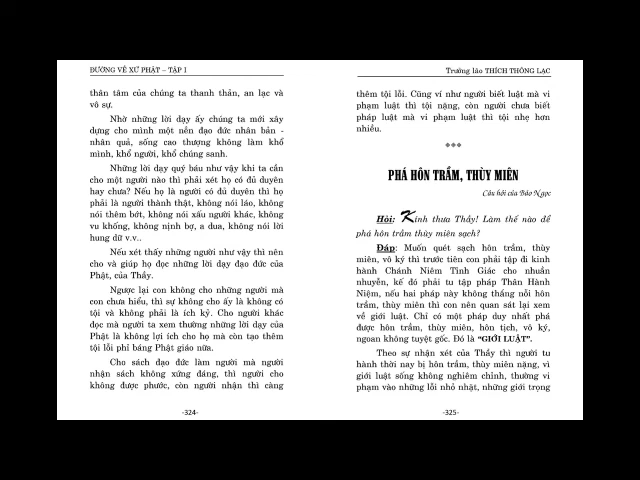 ĐƯỜNG VỀ XỨ PHẬT – TẬP I
thân tâm của chúng ta thanh thản, an lạc và
vô sự.
Nhờ những lời dạy ấy chúng ta mới xây
dựng cho mình một nền đạo đức nhân bản -
nhân quả, sống cao thượng không làm khổ
mình, khổ người, khổ chúng sanh.
Những lời dạy quý báu như vậy khi ta cần
cho một người nào thì phải xét họ có đủ duyên
hay chưa? Nếu họ là người có đủ duyên thì họ
phải là người thành thật, không nói láo, không
nói thêm bớt, không nói xấu người khác, không
vu khống, không nịnh bợ, a dua, không nói lời
hung dữ v.v..
Nếu xét thấy những người như vậy thì nên
cho và giúp họ đọc những lời dạy đạo đức của
Phật, của Thầy.
Ngược lại con không cho những người mà
con chưa hiểu, thì sự không cho ấy là không có
tội và không phải là ích kỷ. Cho người khác
đọc mà người ta xem thường những lời dạy của
Phật là không lợi ích cho họ mà còn tạo thêm
tội lỗi phỉ báng Phật giáo nữa.
Cho sách đạo đức làm người mà người
nhận sách không xứng đáng, thì người cho
không được phước, còn người nhận thì càng
-324-
Trưởng lão THÍCH THÔNG LẠC
thêm tội lỗi. Cũng ví như người biết luật mà vi
phạm luật thì tội nặng, còn người chưa biết
pháp luật mà vi phạm luật thì tội nhẹ hơn
nhiều.
***
PHÁ HÔN TRẦM, THÙY MIÊN
Câu hỏi của Bảo Ngọc
Hỏi: Kính thưa Thầy! Làm thế nào để
phá hôn trầm thùy miên sạch?
Đáp: Muốn quét sạch hôn trầm, thùy
miên, vô ký thì trước tiên con phải tập đi kinh
hành Chánh Niệm Tỉnh Giác cho nhuần
nhuyễn, kế đó phải tu tập pháp Thân Hành
Niệm, nếu hai pháp này không thắng nổi hôn
trầm, thùy miên thì con nên quan sát lại xem
về giới luật. Chỉ có một pháp duy nhất phá
được hôn trầm, thùy miên, hôn tịch, vô ký,
ngoan không tuyệt gốc. Đó là “GIỚI LUẬT”.
Theo sự nhận xét của Thầy thì người tu
hành thời nay bị hôn trầm, thùy miên nặng, vì
giới luật sống không nghiêm chỉnh, thường vi
phạm vào những lỗi nhỏ nhặt, những giới trọng
-325-